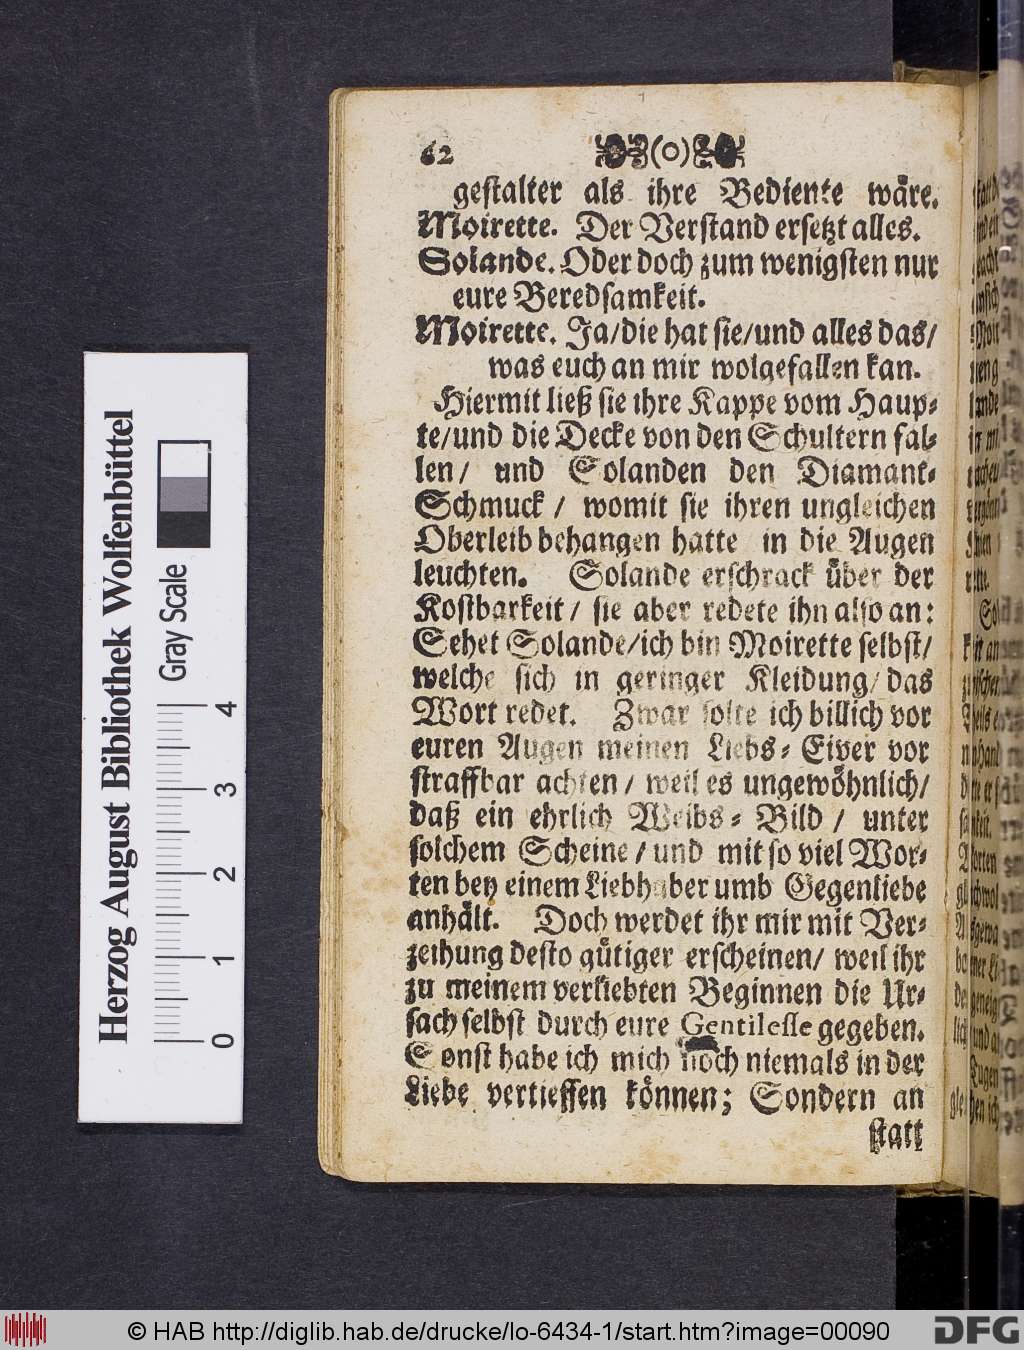 62 (o)
gestalter als ihre Bediente wäre.
Moirette. Der Verstand ersetzt alles.
Solande. Oder doch zum wenigsten nur
eure Beredsamkeit.
Moirette. Ja/die hat sie/und alles das/
was euch an mir wolgefallen kan.
Hiermit ließ sie ihre Kappe vom Haup-
te/und die Decke von den Schultern fal-
len/ und Solanden den Diamant-
Schmuck / womit sie ihren ungleichen
Oberleib behangen hatte in die Augen
leuchten. Solande erschrack über der
Kostbarkeit / sie aber redete ihn also an:
Sehet Solande/ich bin Moirette selbst/
welche sich in geringer Kleidung/das
Wort redet. Zwar solte ich billich vor
euren Augen meinen Liebs-Eiver vor
straffbar achten / weil es ungewöhnlich/
daß ein ehrlich Weibs-Bild / unter
solchem Scheine / und mit so viel Wor-
ten bey einem Liebhaber umb Gegenliebe
anhält. Doch werdet ihr mir mit Ver-
zeihung desto gütiger erscheinen/ weil ihr
zu meinem verliebten Beginnen die Ur-
sach selbst durch eure Gentilesse gegeben.
Sonst habe ich mich noch niemals in der
Liebe vertieffen können; Sondern an
statt
Herzog August Bibliothek Wolfenbüttel
Gray Scale
0 1 2 3 4
© HAB http://diglib.hab.de/drucke/lo-6434-1/start.htm?image=00090
DFG